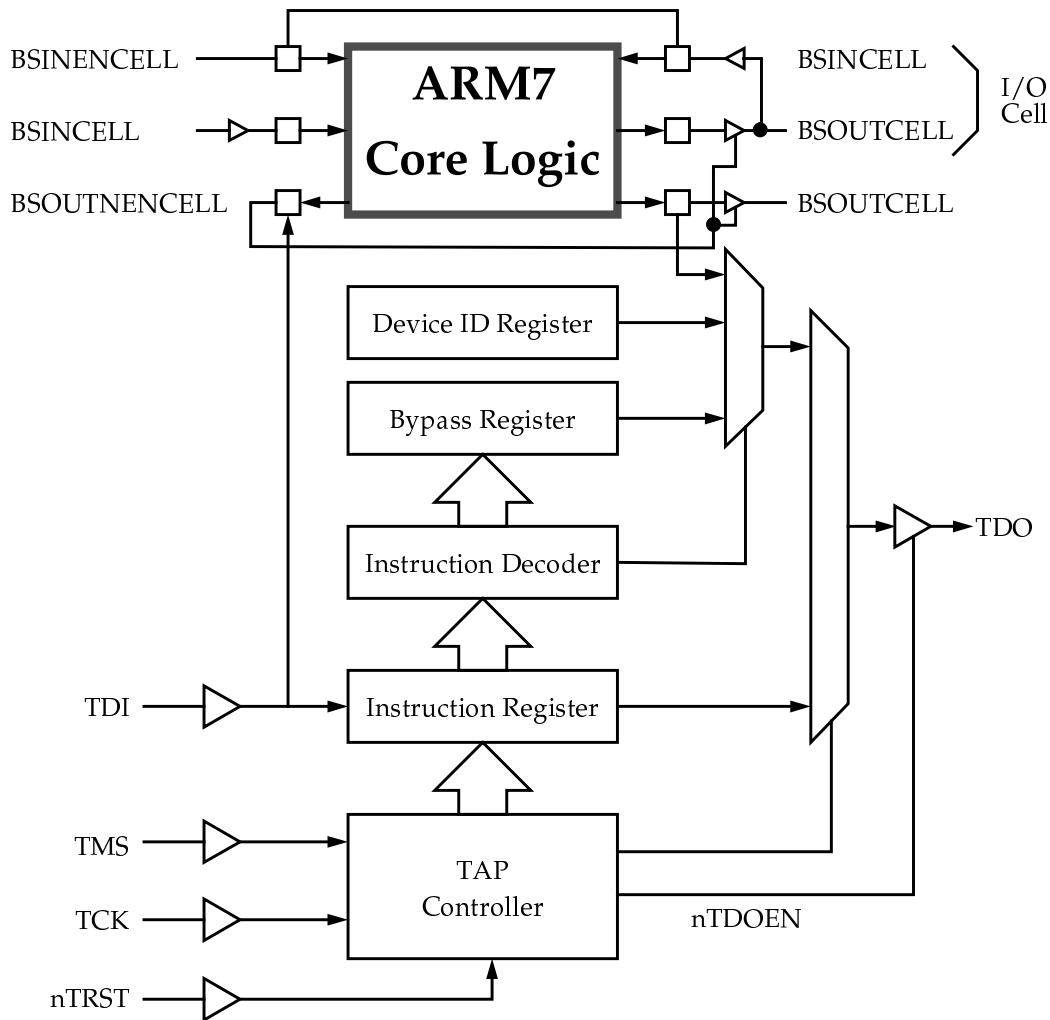 BSINENCELL
BSINCELL
BSOUTNENCELL
ARM7
Core Logic
BSINCELL
BSOUTCELL
BSOUTCELL
I/O
Cell
Device ID Register
Bypass Register
Instruction Decoder
TDO
TDI
Instruction Register
TMS
TAP
Controller
TCK
nTDOEN
nTRST